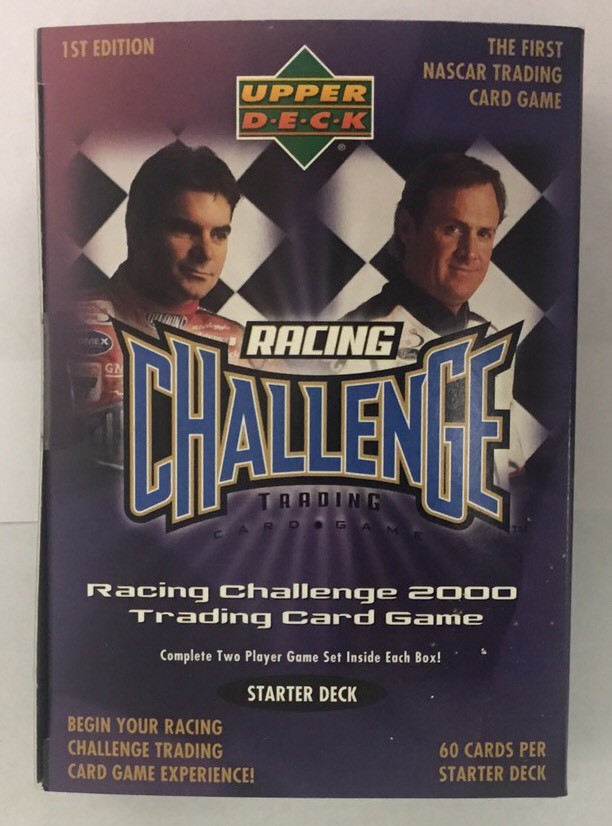 1ST EDITION
THE FIRST
NASCAR TRADING
CARD GAME
UPPER
D·E·C·K
®
RACING
CHALLENGE
TRADING
CARD•GAME
TM
Racing Challenge 2000
Trading Card Game
Complete Two Player Game Set Inside Each Box!
STARTER DECK
BEGIN YOUR RACING
CHALLENGE TRADING
CARD GAME EXPERIENCE!
60 CARDS PER
STARTER DECK